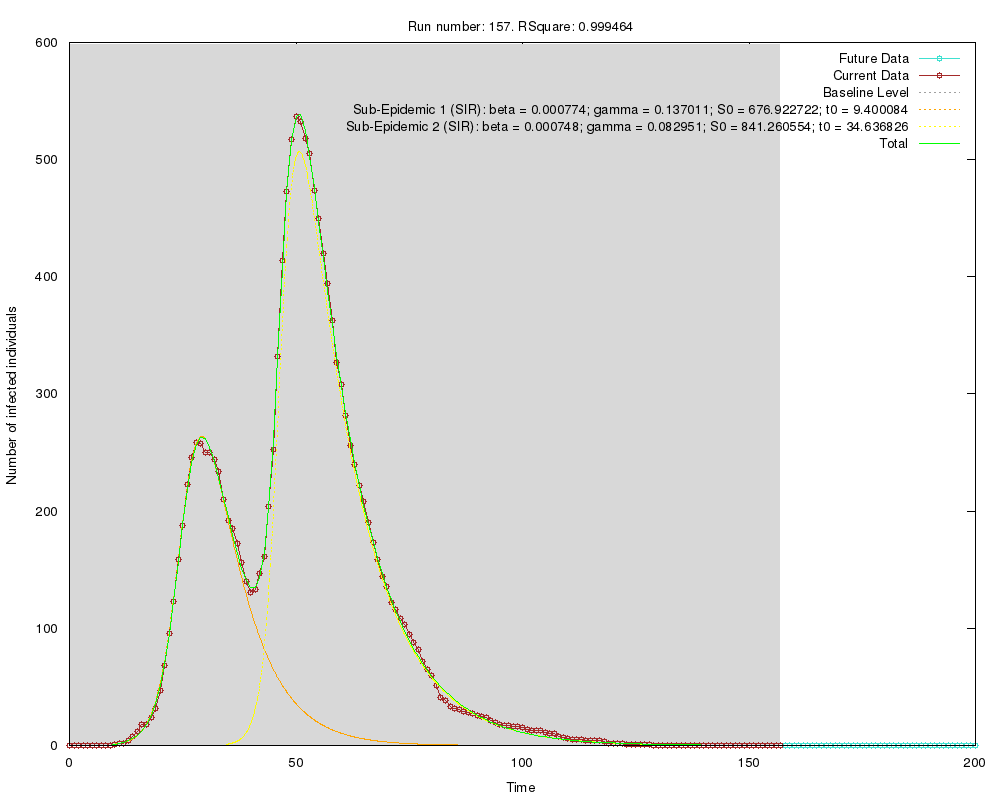 Run number: 157. RSquare: 0.999464
600
500
400
300
200
100
0
0
50
100
150
200
Number of infected individuals
Time
Future Data
Current Data
Baseline Level
Sub-Epidemic 1 (SIR): beta = 0.000774; gamma = 0.137011; S0 = 676.922722; t0 = 9.400084
Sub-Epidemic 2 (SIR): beta = 0.000748; gamma = 0.082951; S0 = 841.260554; t0 = 34.636826
Total